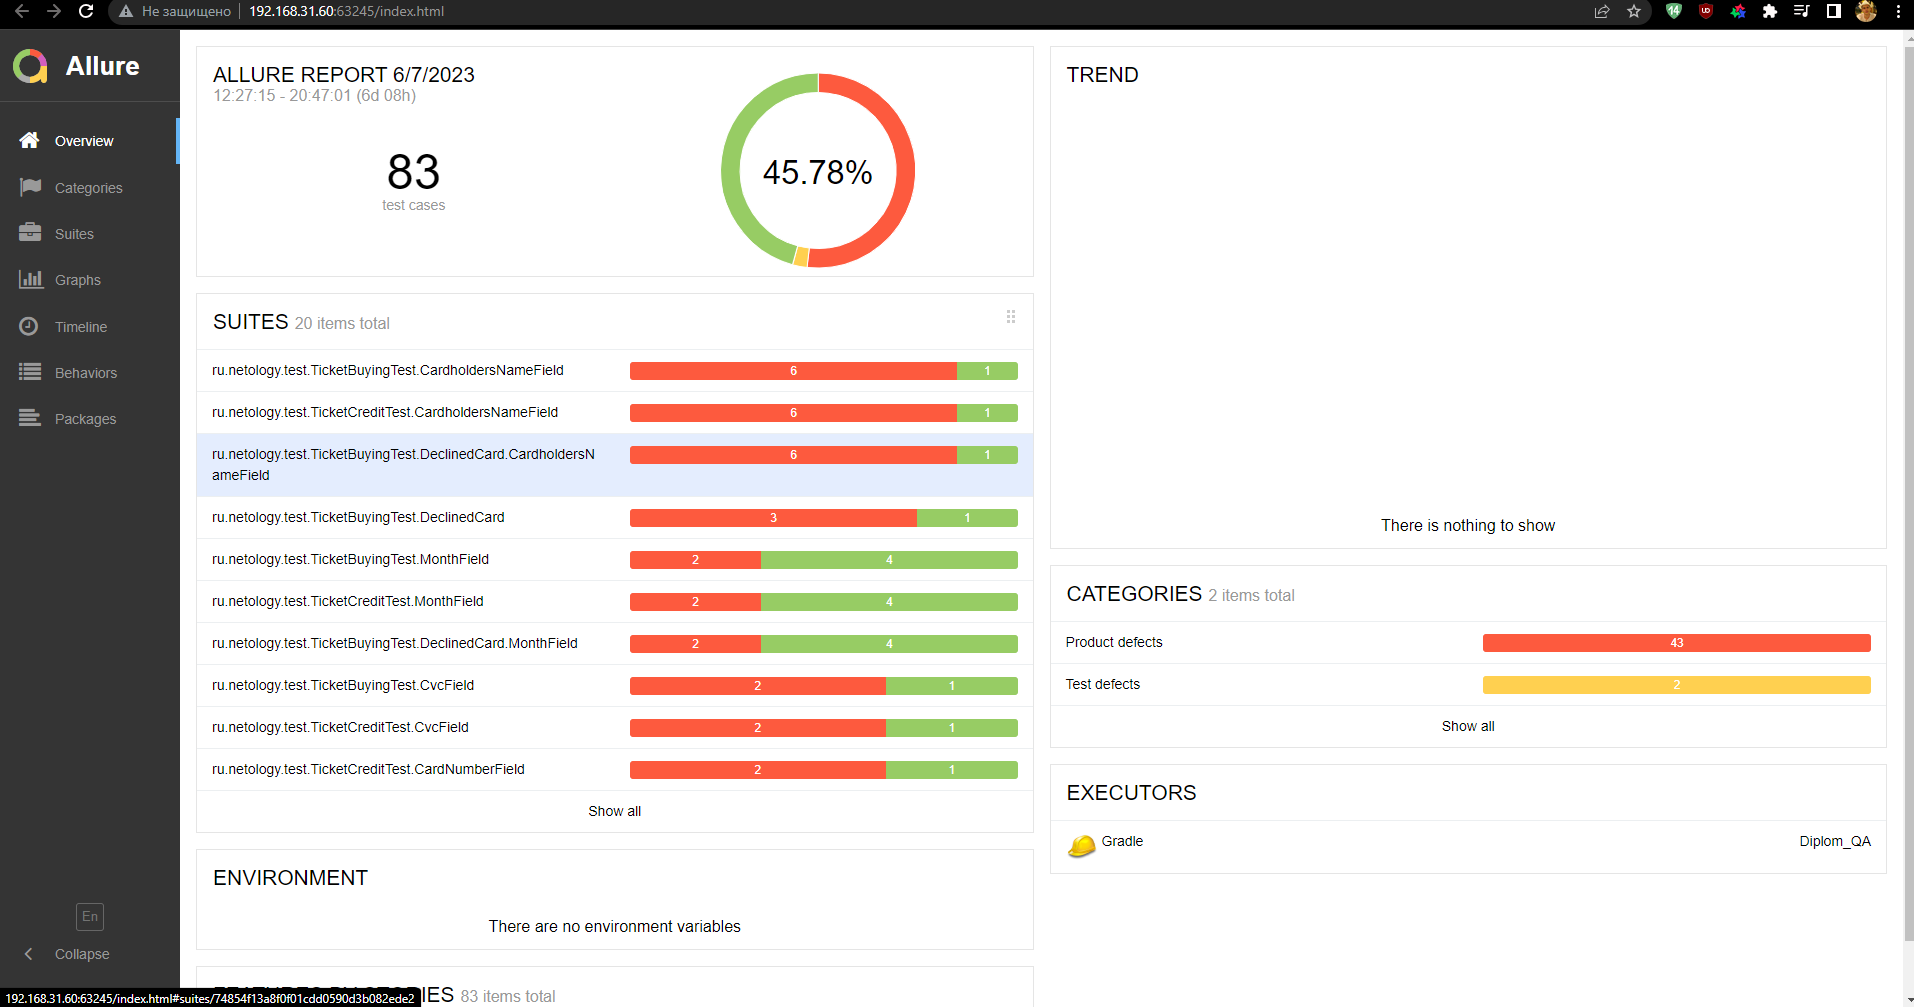 Не защищено
192.168.31.60:63245/index.html
14
UD
Allure
Overview
Categories
Suites
Graphs
Timeline
Behaviors
Packages
En
Collapse
192.168.31.60:63245/index.html#suites/74854f13a8f0f01cdd0590d3b082ede2
ALLURE REPORT 6/7/2023
12:27:15 - 20:47:01 (6d 08h)
83
test cases
45.78%
SUITES 20 items total
ru.netology.test.TicketBuyingTest.CardholdersNameField 6 1
ru.netology.test.TicketCreditTest.CardholdersNameField 6 1
ru.netology.test.TicketBuyingTest.DeclinedCard.CardholdersN 6 1
ameField
ru.netology.test.TicketBuyingTest.DeclinedCard 3 1
ru.netology.test.TicketBuyingTest.MonthField 2 4
ru.netology.test.TicketCreditTest.MonthField 2 4
ru.netology.test.TicketBuyingTest.DeclinedCard.MonthField 2 4
ru.netology.test.TicketBuyingTest.CvcField 2 1
ru.netology.test.TicketCreditTest.CvcField 2 1
ru.netology.test.TicketCreditTest.CardNumberField 2 1
Show all
ENVIRONMENT
There are no environment variables
83 items total
TREND
There is nothing to show
CATEGORIES 2 items total
Product defects 43
Test defects 2
Show all
EXECUTORS
Gradle Diplom_QA